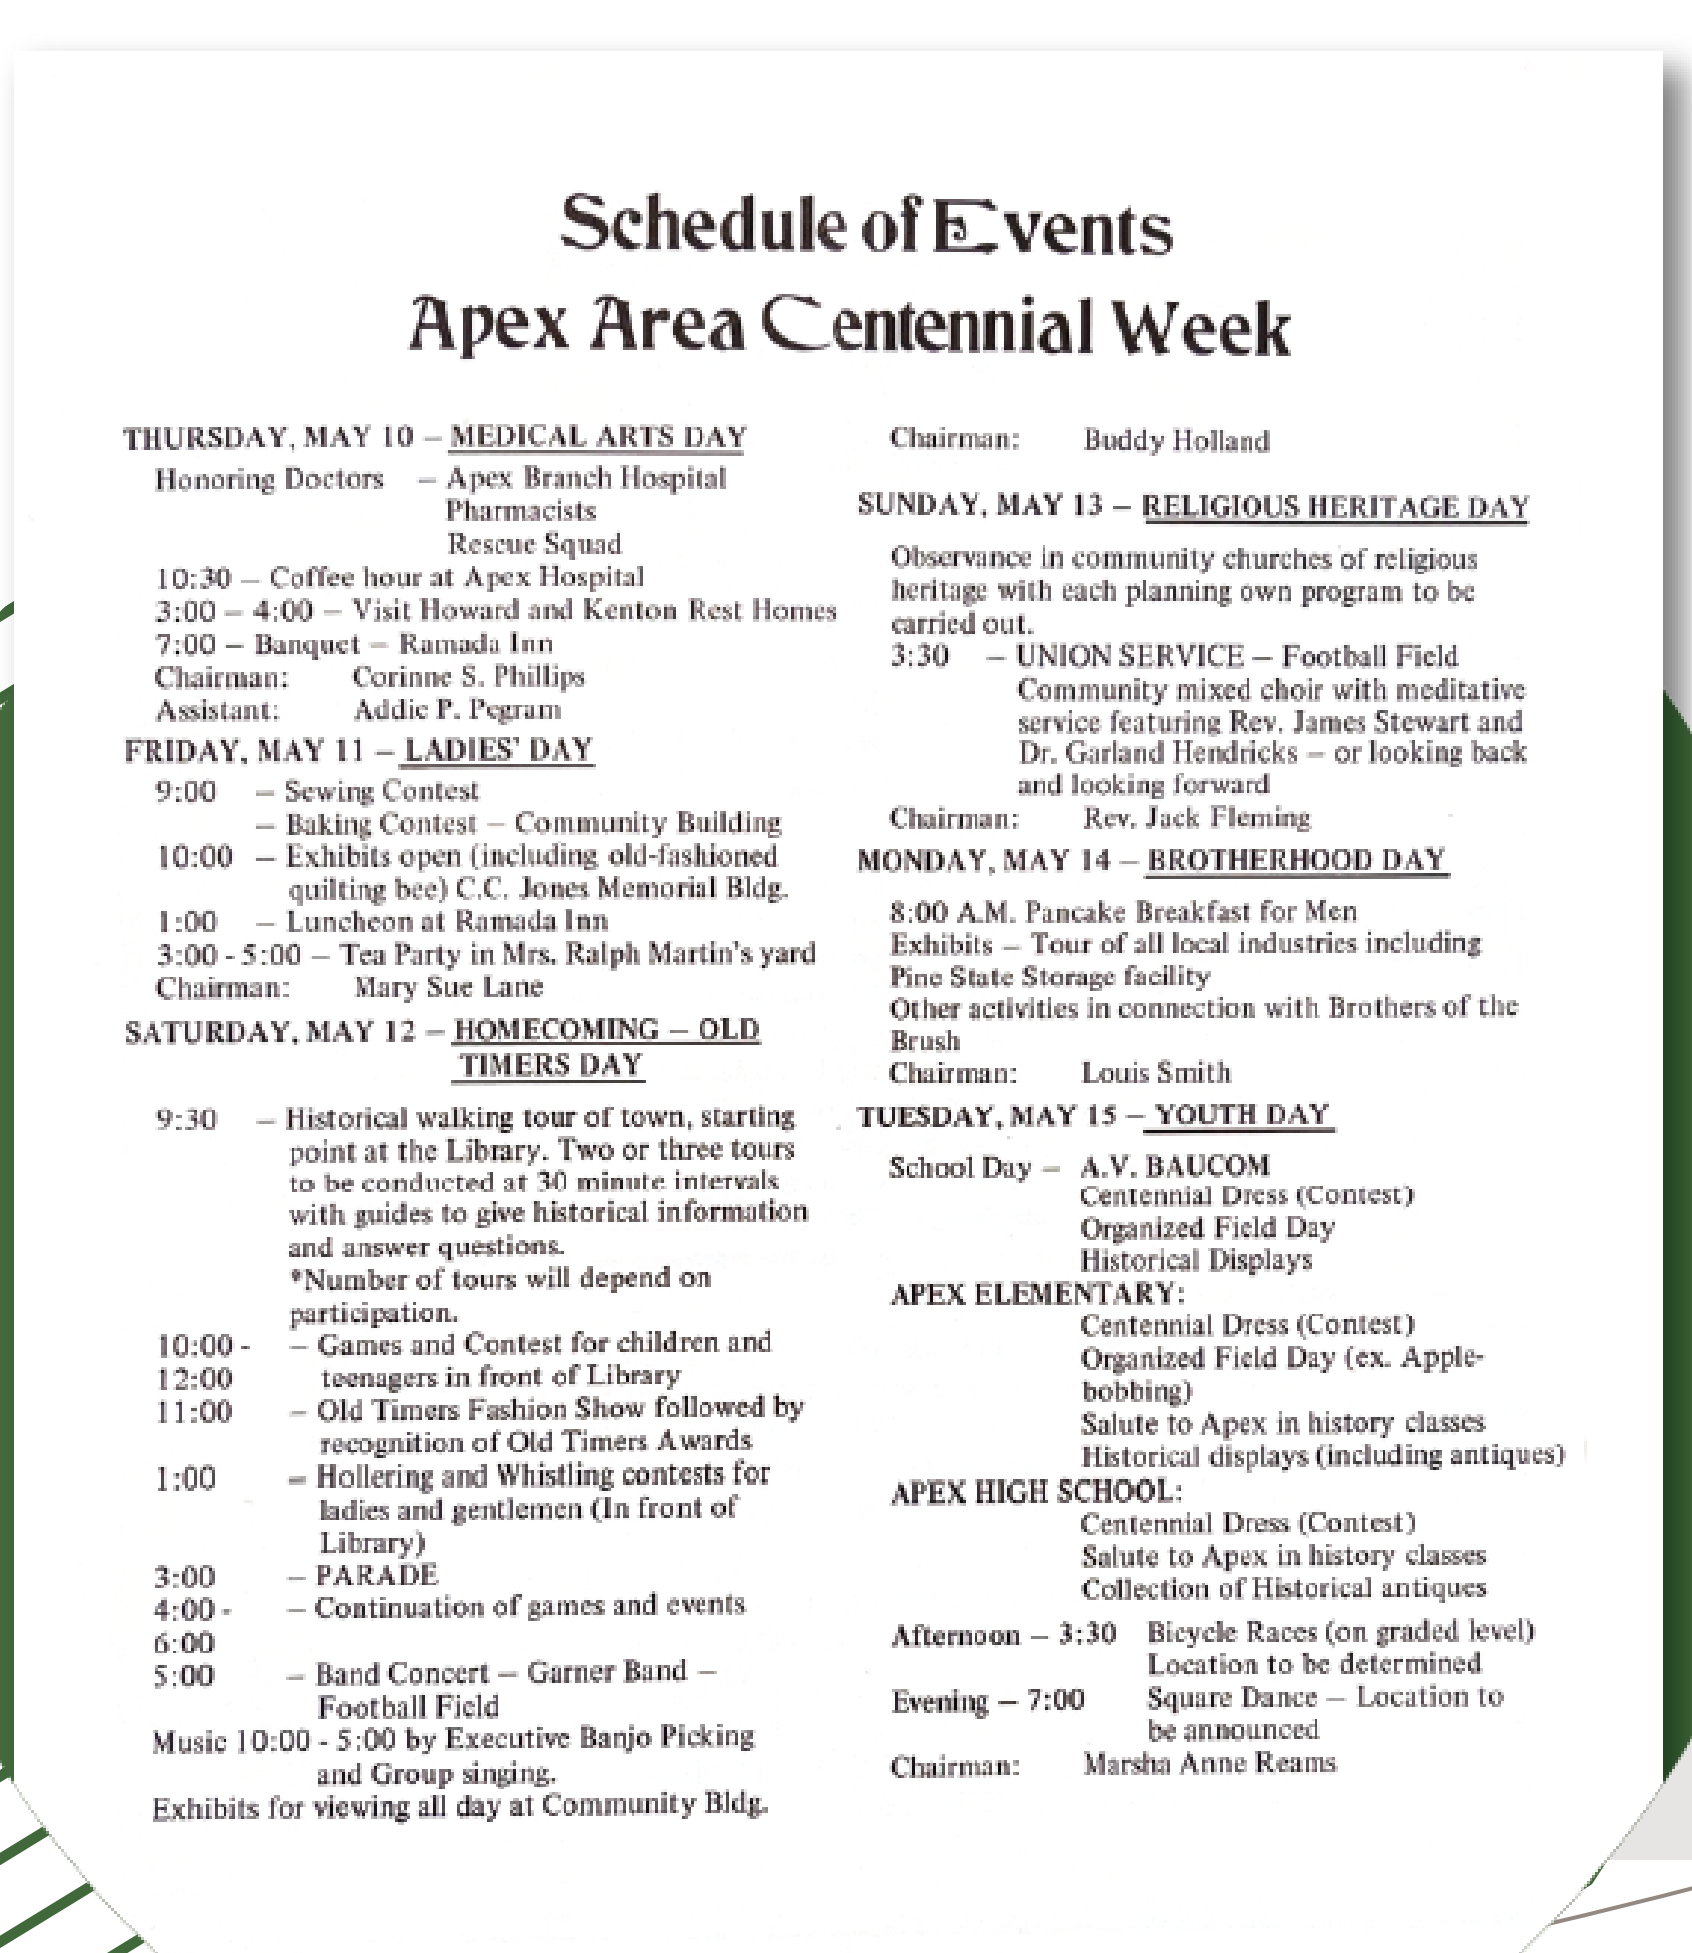 Schedule of Events
Apex Area Centennial Week
THURSDAY, MAY 10 – MEDICAL ARTS DAY
Honoring Doctors – Apex Branch Hospital
Pharmacists
Rescue Squad
10:30 – Coffee hour at Apex Hospital
3:00 – 4:00 – Visit Howard and Kenton Rest Homes
7:00 – Banquet – Ramada Inn
Chairman: Corinne S. Phillips
Assistant: Addie P. Pegram
FRIDAY, MAY 11 – LADIES' DAY
9:00 – Sewing Contest
– Baking Contest – Community Building
10:00 – Exhibits open (including old-fashioned
quilting bee) C.C. Jones Memorial Bldg.
1:00 – Luncheon at Ramada Inn
3:00 - 5:00 – Tea Party in Mrs. Ralph Martin's yard
Chairman: Mary Sue Lane
SATURDAY, MAY 12 – HOMECOMING – OLD
TIMERS DAY
9:30 – Historical walking tour of town, starting
point at the Library. Two or three tours
to be conducted at 30 minute intervals
with guides to give historical information
and answer questions.
*Number of tours will depend on
participation.
10:00 - – Games and Contest for children and
12:00 teenagers in front of Library
11:00 – Old Timers Fashion Show followed by
recognition of Old Timers Awards
1:00 – Hollering and Whistling contests for
ladies and gentlemen (In front of
Library)
3:00 – PARADE
4:00 - – Continuation of games and events
6:00
5:00 – Band Concert – Garner Band –
Football Field
Music 10:00 - 5:00 by Executive Banjo Picking
and Group singing.
Exhibits for viewing all day at Community Bldg.
Chairman: Buddy Holland
SUNDAY, MAY 13 – RELIGIOUS HERITAGE DAY
Observance in community churches of religious
heritage with each planning own program to be
carried out.
3:30 – UNION SERVICE – Football Field
Community mixed choir with meditative
service featuring Rev. James Stewart and
Dr. Garland Hendricks – or looking back
and looking forward
Chairman: Rev. Jack Fleming
MONDAY, MAY 14 – BROTHERHOOD DAY
8:00 A.M. Pancake Breakfast for Men
Exhibits – Tour of all local industries including
Pine State Storage facility
Other activities in connection with Brothers of the
Brush
Chairman: Louis Smith
TUESDAY, MAY 15 – YOUTH DAY
School Day – A.V. BAUCOM
Centennial Dress (Contest)
Organized Field Day
Historical Displays
APEX ELEMENTARY:
Centennial Dress (Contest)
Organized Field Day (ex. Apple-
bobbing)
Salute to Apex in history classes
Historical displays (including antiques)
APEX HIGH SCHOOL:
Centennial Dress (Contest)
Salute to Apex in history classes
Collection of Historical antiques
Afternoon – 3:30 Bicycle Races (on graded level)
Location to be determined
Evening – 7:00 Square Dance – Location to
be announced
Chairman: Marsha Anne Reams